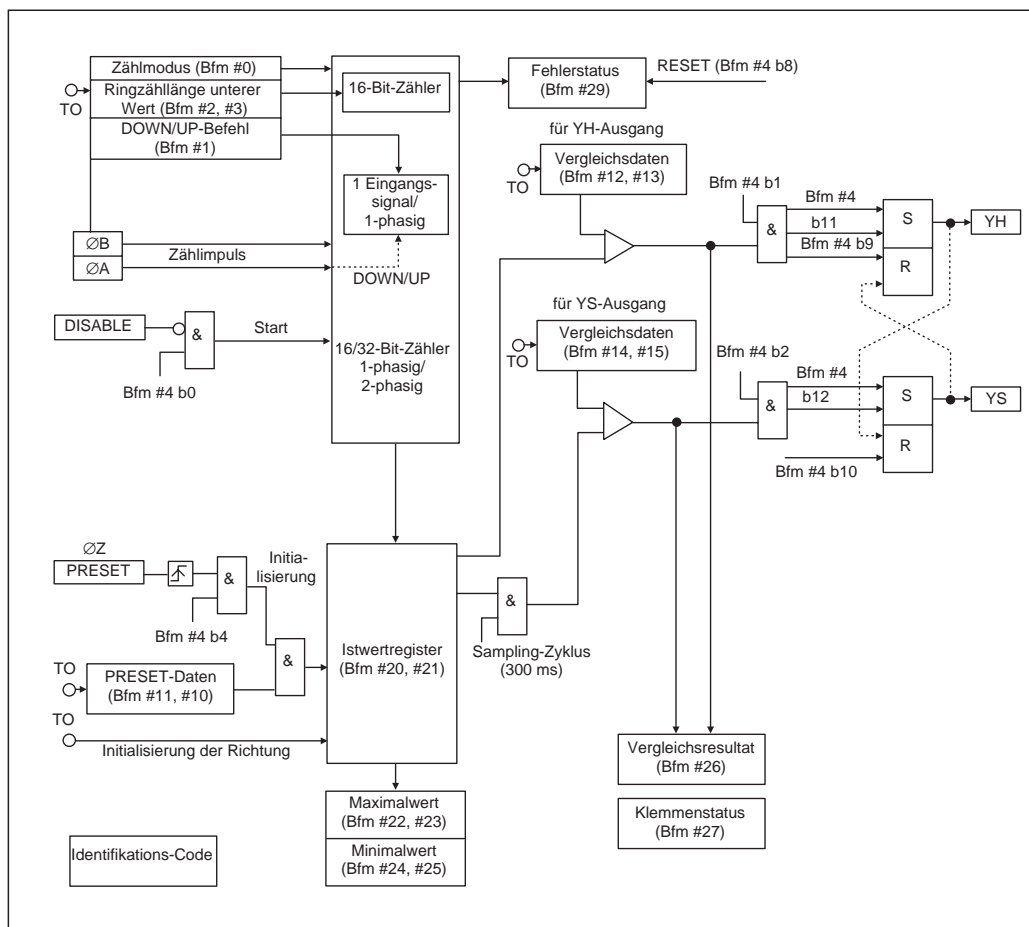 Zählmodus (Bfm #0)
TO
Ringzähllänge unterer
Wert (Bfm #2, #3)
DOWN/UP-Befehl
(Bfm #1)
16-Bit-Zähler
Fehlerstatus
(Bfm #29)
RESET (Bfm #4 b8)
1 Eingangs-
signal/
1-phasig
ØB
ØA
Zählimpuls
DOWN/UP
DISABLE
&
Start
Bfm #4 b0
16/32-Bit-Zähler
1-phasig/
2-phasig
für YH-Ausgang
TO
Vergleichsdaten
(Bfm #12, #13)
Bfm #4 b1
&
Bfm #4
b11
Bfm #4 b9
S
R
YH
für YS-Ausgang
TO
Vergleichsdaten
(Bfm #14, #15)
Bfm #4 b2
&
Bfm #4
b12
Bfm #4 b10
S
R
YS
ØZ
PRESET
&
Initia-
lisierung
Bfm #4 b4
&
TO
PRESET-Daten
(Bfm #11, #10)
TO
Initialisierung der Richtung
Istwertregister
(Bfm #20, #21)
&
Sampling-Zyklus
(300 ms)
Vergleichsresultat
(Bfm #26)
Klemmenstatus
(Bfm #27)
Maximalwert
(Bfm #22, #23)
Minimalwert
(Bfm #24, #25)
Identifikations-Code